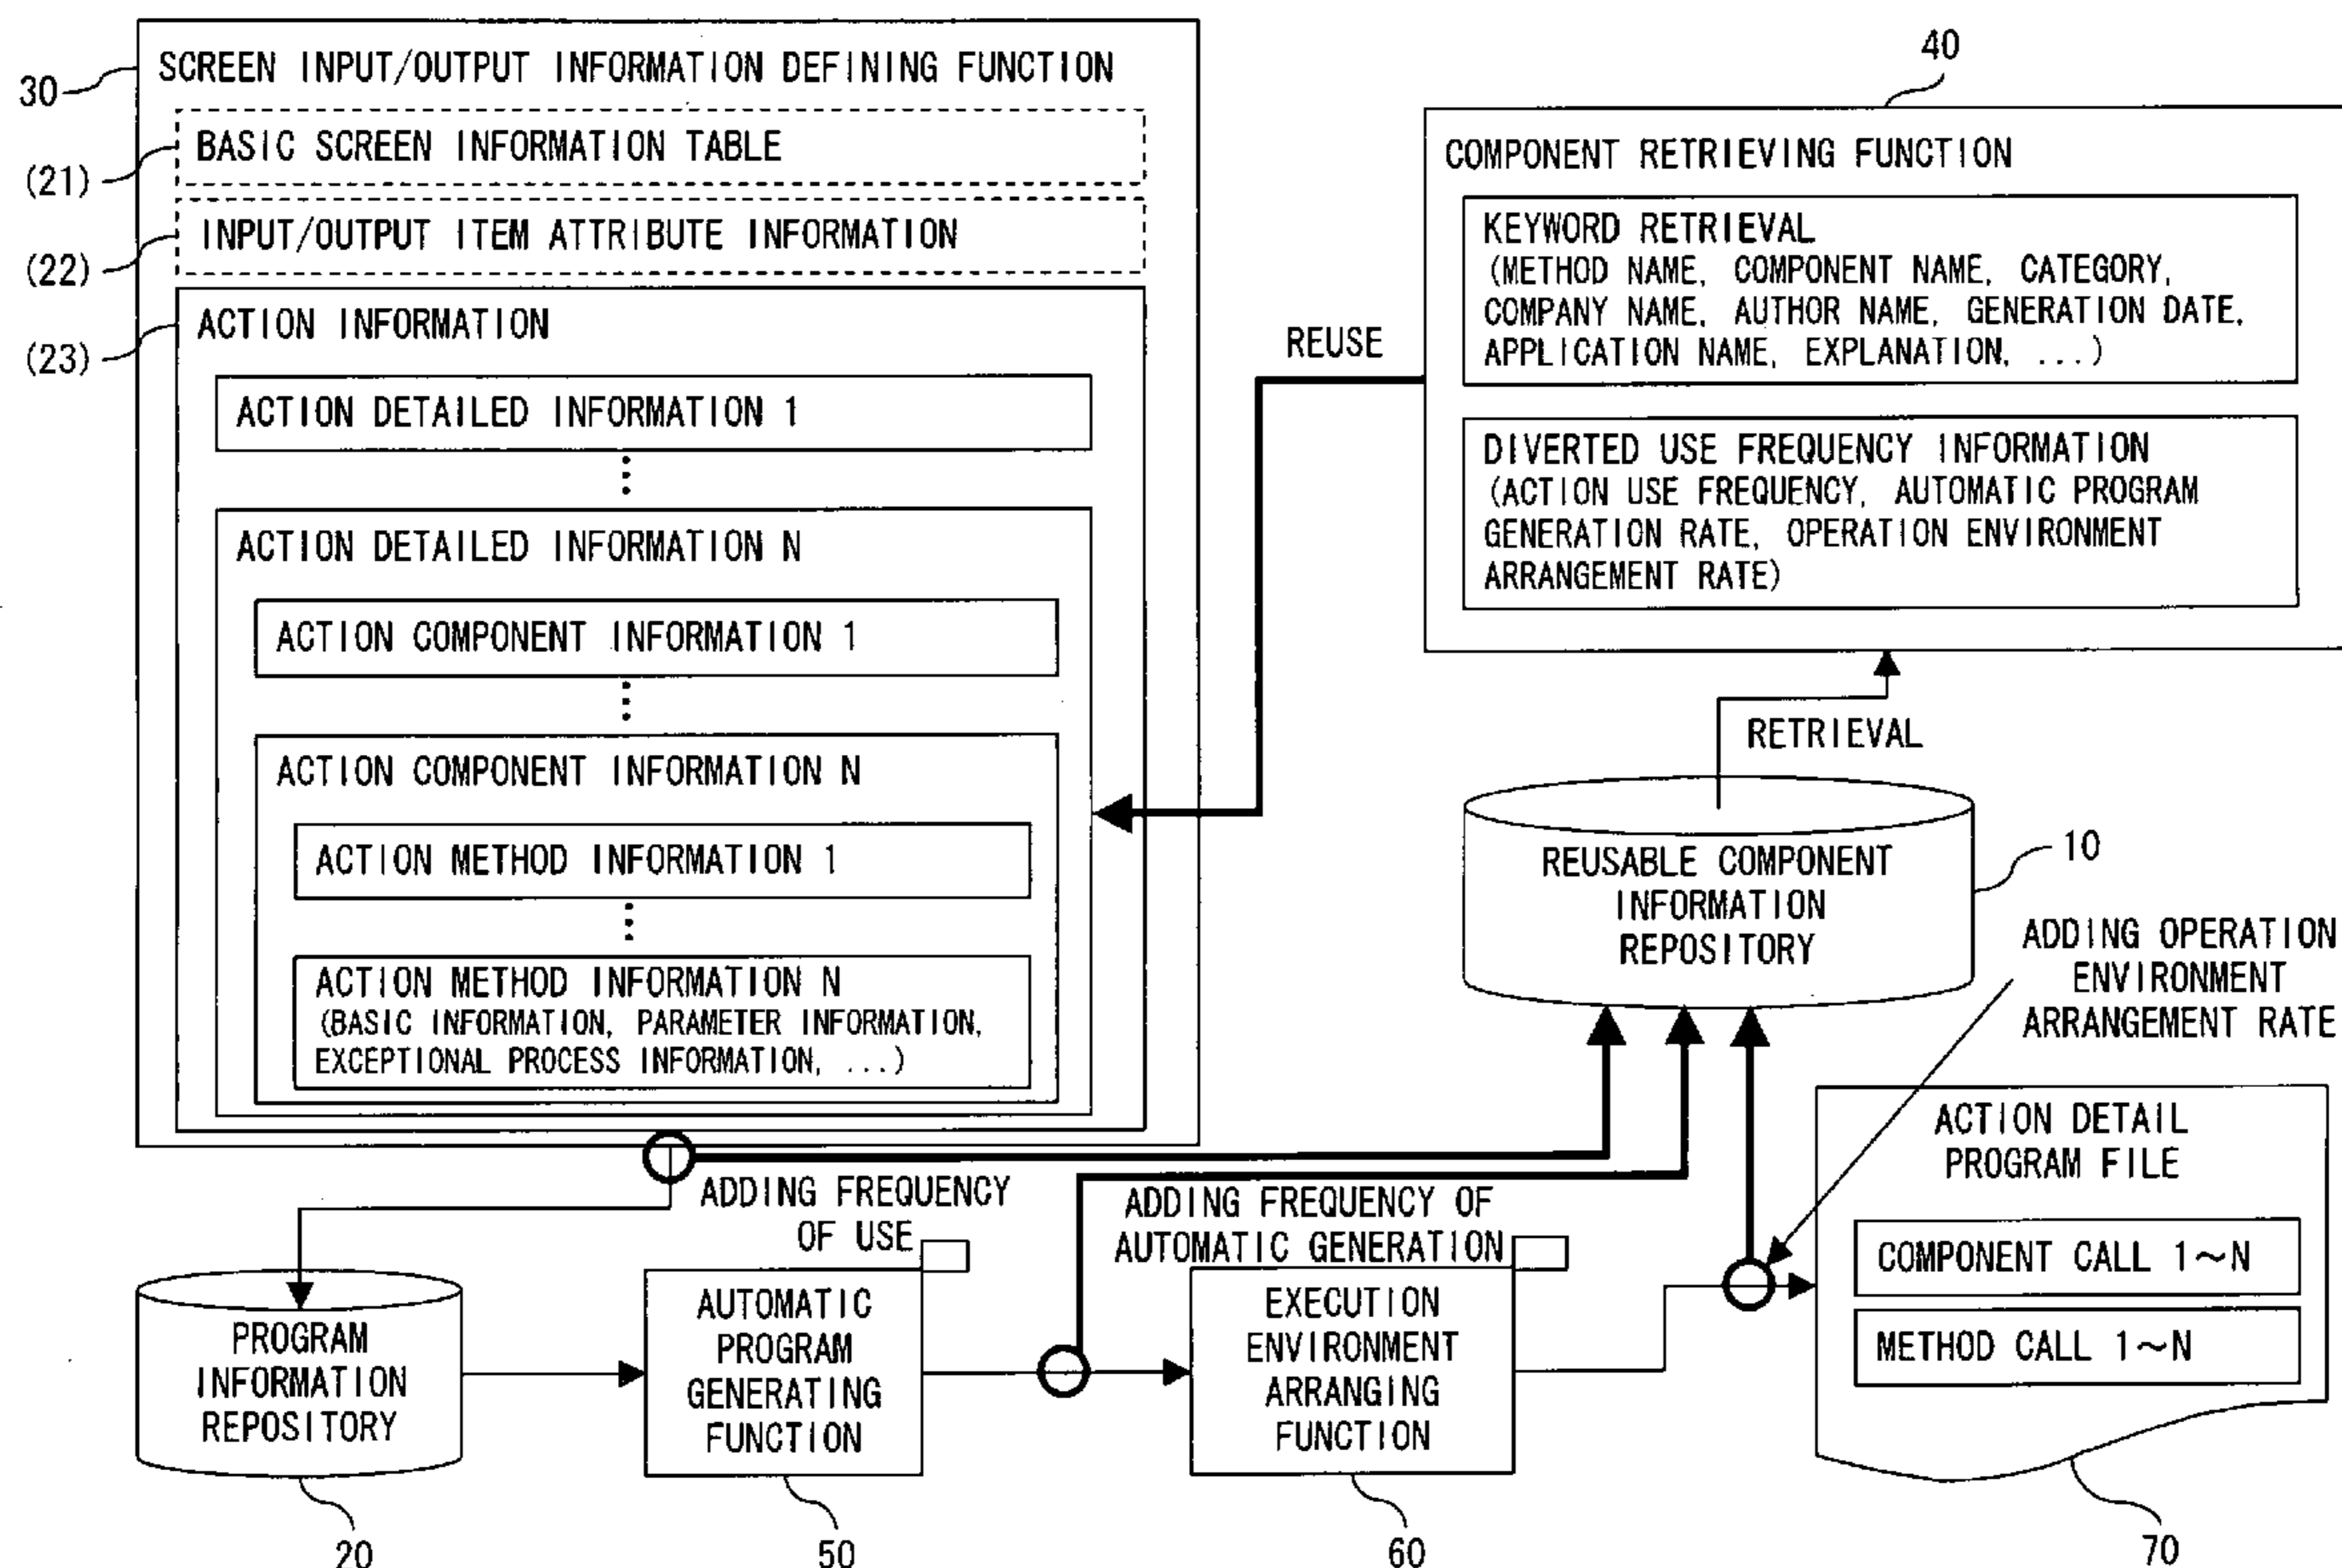 30
SCREEN INPUT/OUTPUT INFORMATION DEFINING FUNCTION
(21)
BASIC SCREEN INFORMATION TABLE
(22)
INPUT/OUTPUT ITEM ATTRIBUTE INFORMATION
(23)
ACTION INFORMATION
ACTION DETAILED INFORMATION 1
ACTION DETAILED INFORMATION N
ACTION COMPONENT INFORMATION 1
ACTION COMPONENT INFORMATION N
ACTION METHOD INFORMATION 1
ACTION METHOD INFORMATION N
(BASIC INFORMATION, PARAMETER INFORMATION,
EXCEPTIONAL PROCESS INFORMATION, ...)
REUSE
40
COMPONENT RETRIEVING FUNCTION
KEYWORD RETRIEVAL
(METHOD NAME, COMPONENT NAME, CATEGORY,
COMPANY NAME, AUTHOR NAME, GENERATION DATE,
APPLICATION NAME, EXPLANATION, ...)
DIVERTED USE FREQUENCY INFORMATION
(ACTION USE FREQUENCY, AUTOMATIC PROGRAM
GENERATION RATE, OPERATION ENVIRONMENT
ARRANGEMENT RATE)
RETRIEVAL
REUSABLE COMPONENT
INFORMATION
REPOSITORY
10
ADDING OPERATION
ENVIRONMENT
ARRANGEMENT RATE
ADDING FREQUENCY
OF USE
ADDING FREQUENCY OF
AUTOMATIC GENERATION
PROGRAM
INFORMATION
REPOSITORY
20
AUTOMATIC
PROGRAM
GENERATING
FUNCTION
50
EXECUTION
ENVIRONMENT
ARRANGING
FUNCTION
60
ACTION DETAIL
PROGRAM FILE
COMPONENT CALL 1～N
METHOD CALL 1～N
70